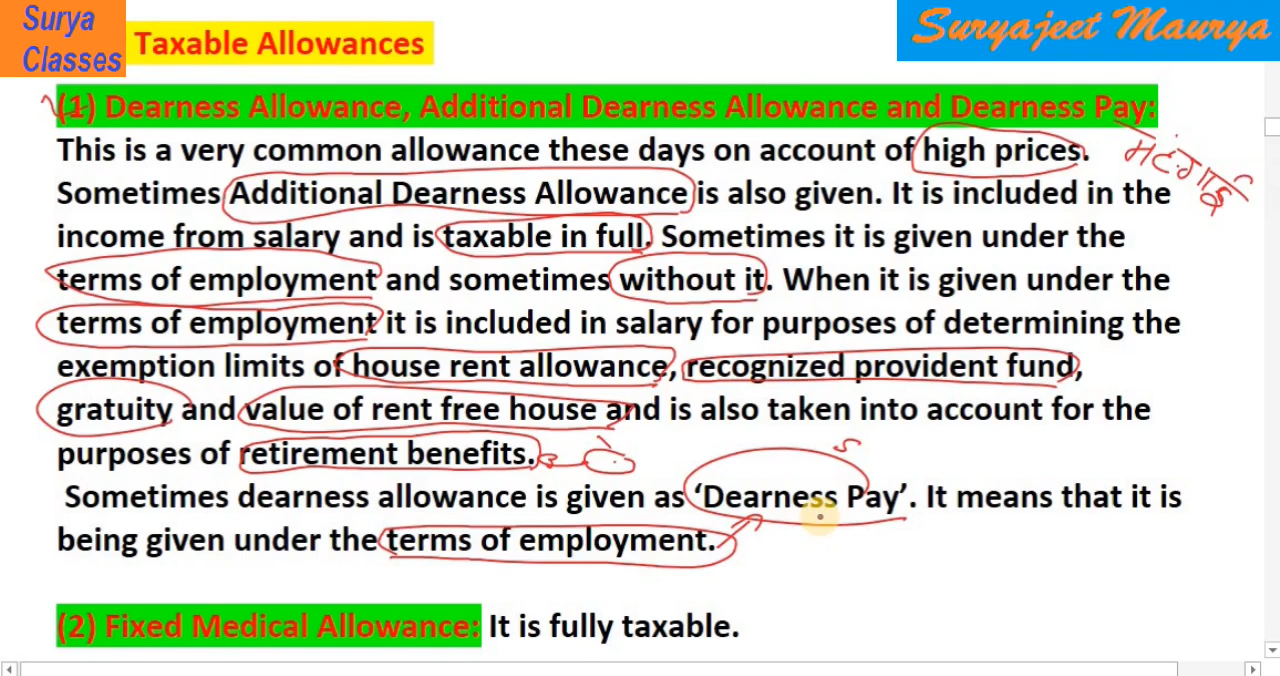 Surya
Classes
Suryajeet Maurya
Taxable Allowances
(1) Dearness Allowance, Additional Dearness Allowance and Dearness Pay:
This is a very common allowance these days on account of high prices.
महंगाई
Sometimes Additional Dearness Allowance is also given. It is included in the
income from salary and is taxable in full. Sometimes it is given under the
terms of employment and sometimes without it. When it is given under the
terms of employment it is included in salary for purposes of determining the
exemption limits of house rent allowance, recognized provident fund,
gratuity and value of rent free house and is also taken into account for the
purposes of retirement benefits.
Sometimes dearness allowance is given as ‘Dearness Pay’. It means that it is
being given under the terms of employment.
(2) Fixed Medical Allowance: It is fully taxable.